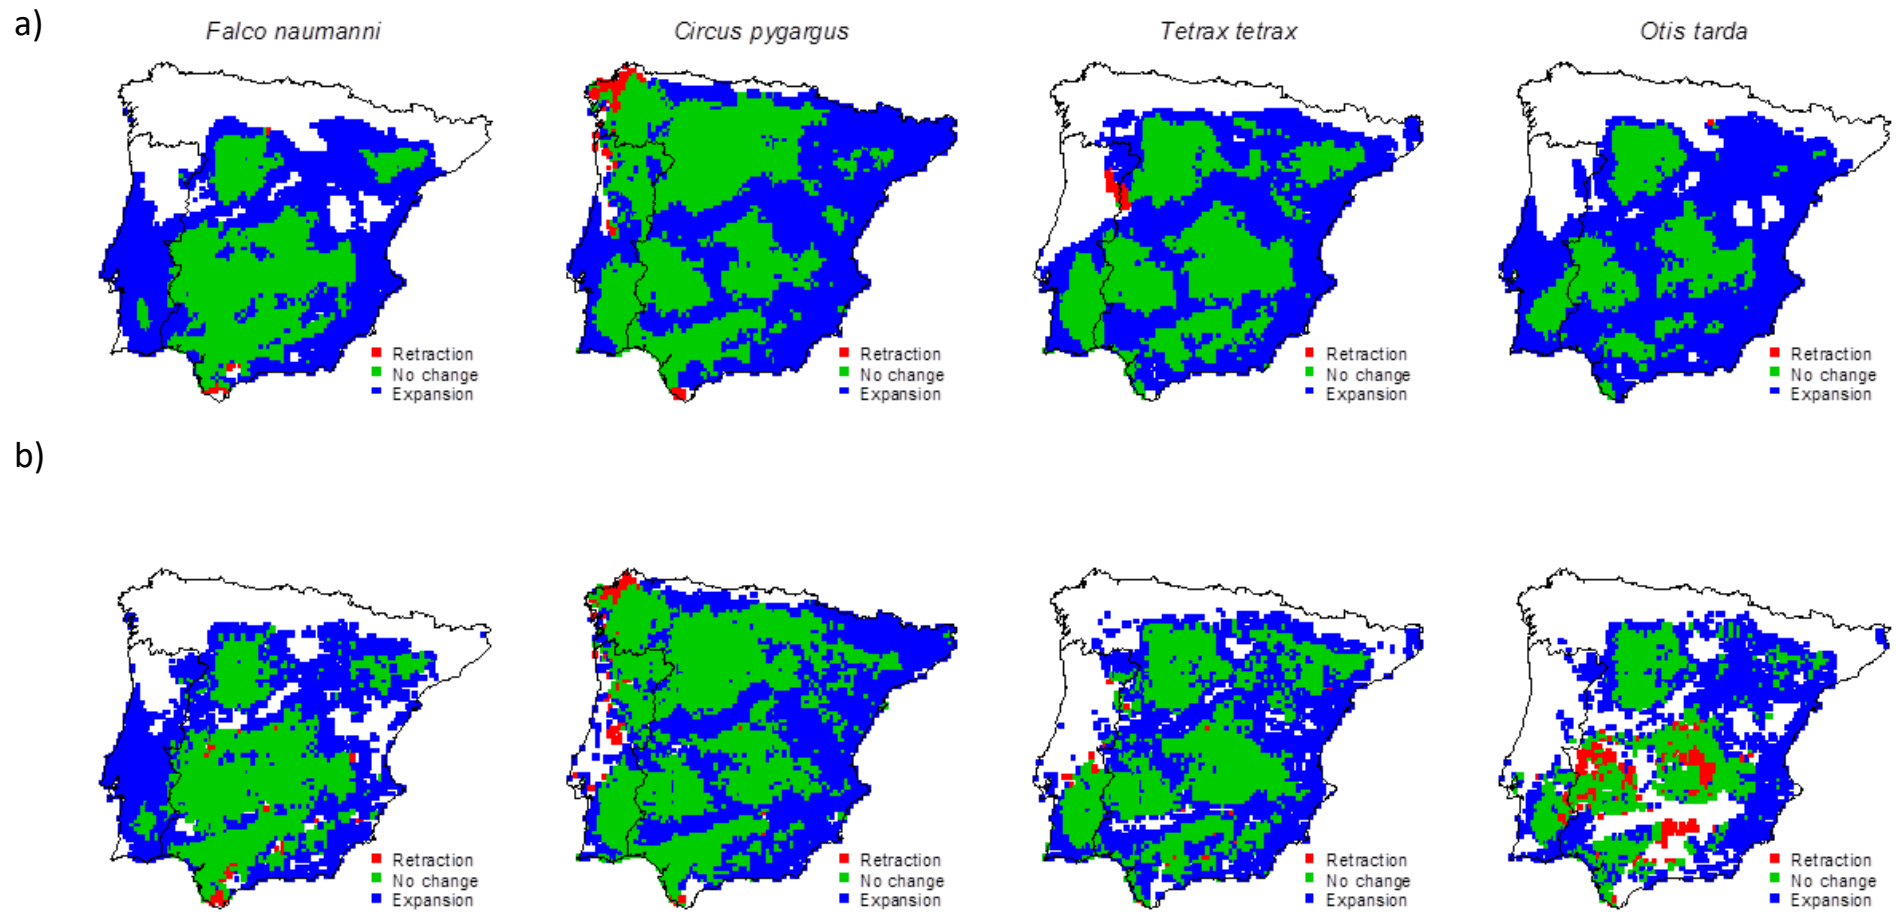 a)
Falco naumanni
Circus pygargus
Tetrax tetrax
Otis tarda
Retraction
No change
Expansion
Retraction
No change
Expansion
Retraction
No change
Expansion
Retraction
No change
Expansion
b)
Retraction
No change
Expansion
Retraction
No change
Expansion
Retraction
No change
Expansion
Retraction
No change
Expansion